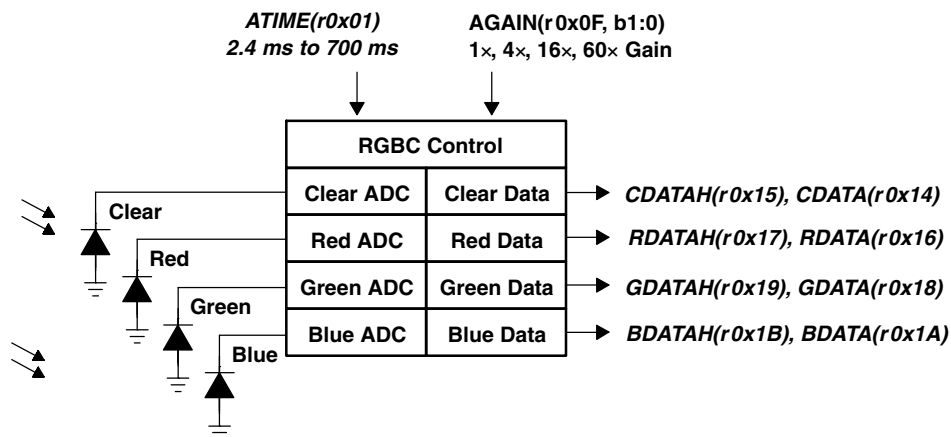 ATIME(r0x01)
2.4 ms to 700 ms
AGAIN(r0x0F, b1:0)
1×, 4×, 16×, 60× Gain
RGBC Control
Clear ADC
Clear Data
CDATAH(r0x15), CDATA(r0x14)
Clear
Red ADC
Red Data
RDATAH(r0x17), RDATA(r0x16)
Red
Green ADC
Green Data
GDATAH(r0x19), GDATA(r0x18)
Green
Blue ADC
Blue Data
BDATAH(r0x1B), BDATA(r0x1A)
Blue